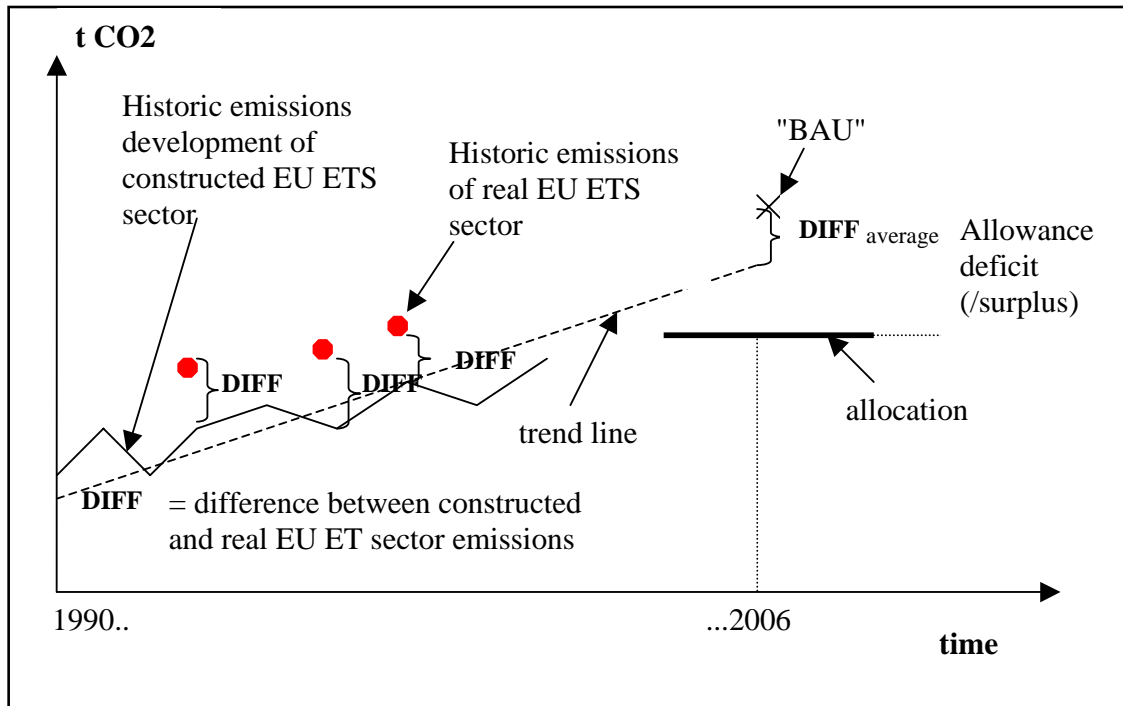 t CO2
Historic emissions
development of
constructed EU ETS
sector
Historic emissions
of real EU ETS
sector
"BAU"
DIFF average
Allowance
deficit
(/surplus)
DIFF
DIFF
DIFF
trend line
allocation
DIFF = difference between constructed
and real EU ET sector emissions
1990..
...2006
time